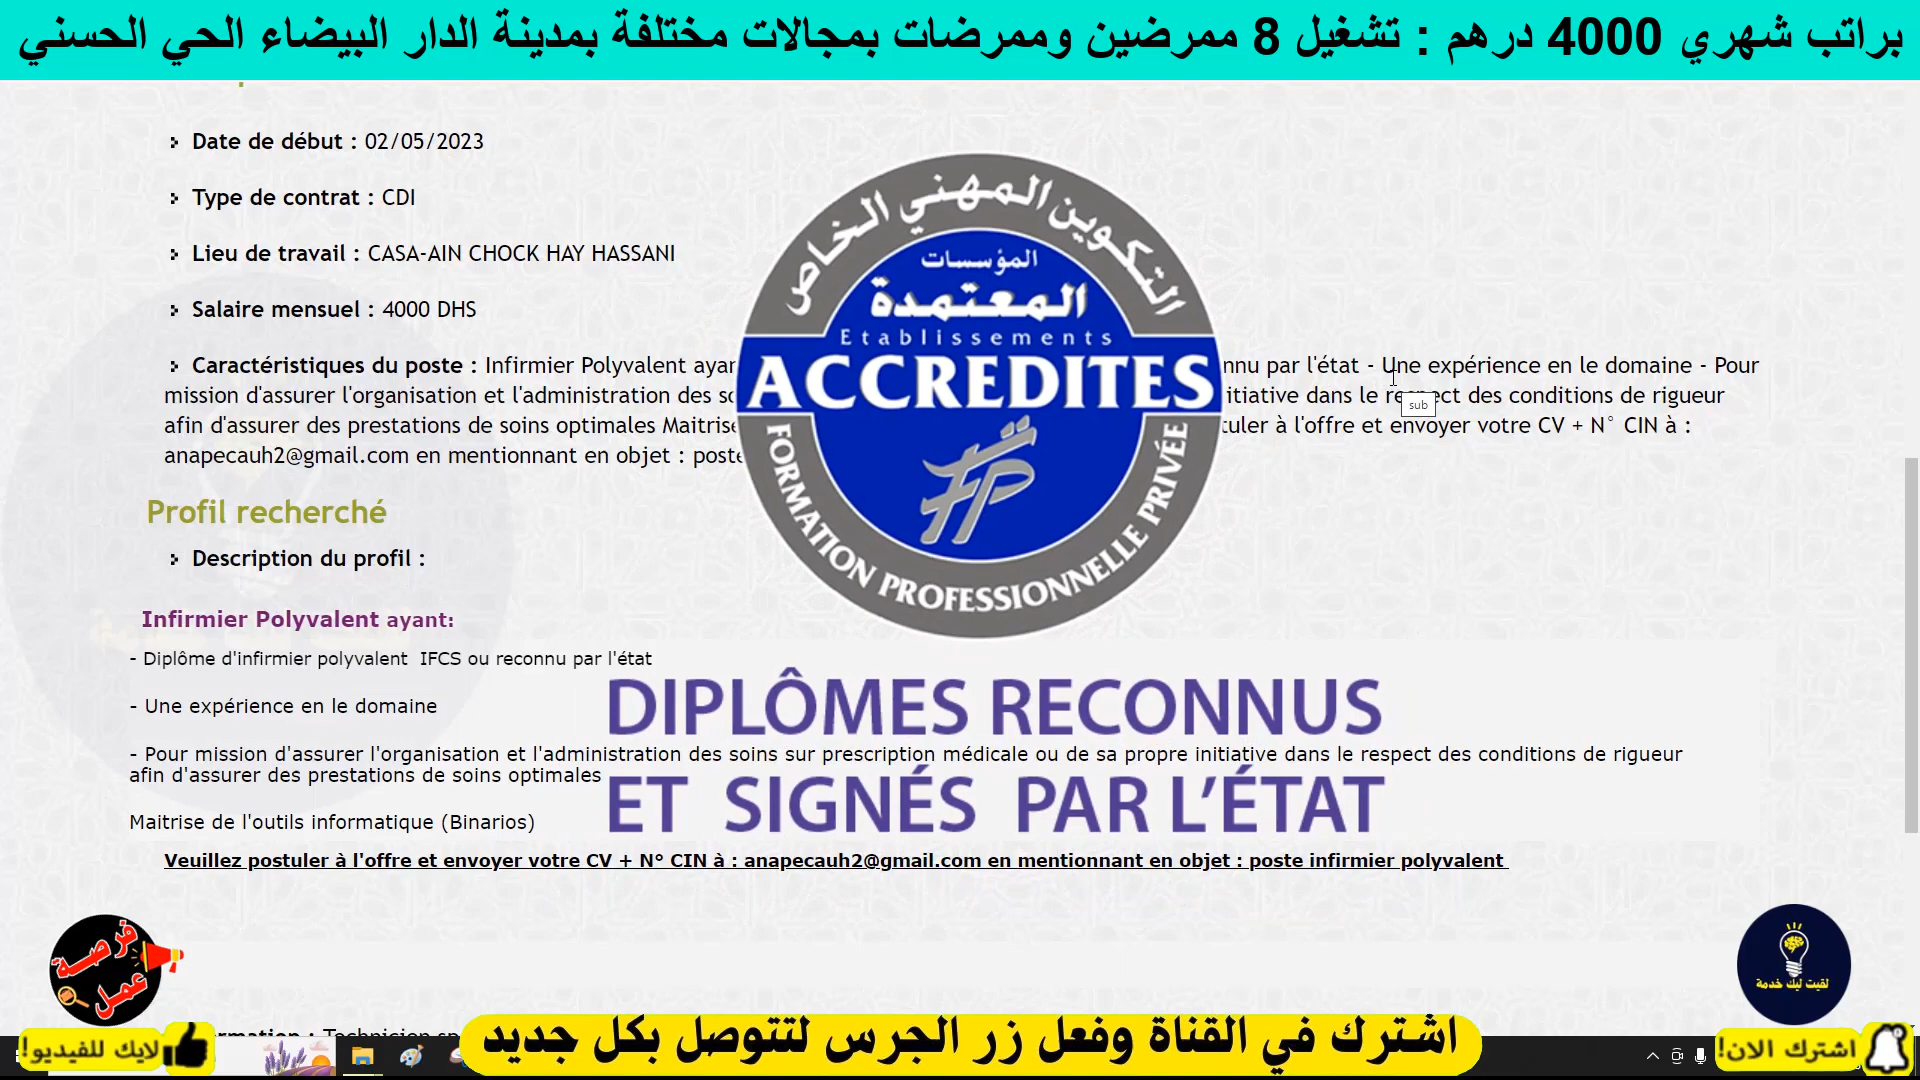 براتب شهري 4000 درهم : تشغيل 8 ممرضين وممرضات بمجالات مختلفة بمدينة الدار البيضاء الحي الحسني
Date de début : 02/05/2023
Type de contrat : CDI
Lieu de travail : CASA-AIN CHOCK HAY HASSANI
Salaire mensuel : 4000 DHS
Caractéristiques du poste : Infirmier Polyvalent par l'état - Une expérience en le domaine - Pour
mission d'assurer l'organisation et l'administration des dans le respect des conditions de rigueur
afin d'assurer des prestations de soins optimales à l'offre et envoyer votre CV + N° CIN à :
anapecauh2@gmail.com en mentionnant en objet :
التكوين المهني الخاص
المؤسسات
المعتمدة
Etablissements
ACCREDITES
FORMATION PROFESSIONNELLE PRIVÉE
sub
Profil recherché
Description du profil :
Infirmier Polyvalent ayant:
- Diplôme d'infirmier polyvalent IFCS ou reconnu par l'état
DIPLÔMES RECONNUS
- Une expérience en le domaine
- Pour mission d'assurer l'organisation et l'administration des soins sur prescription médicale ou de sa propre initiative dans le respect des conditions de rigueur
afin d'assurer des prestations de soins optimales
ET SIGNÉS PAR L'ÉTAT
Maitrise de l'outils informatique (Binarios)
Veuillez postuler à l'offre et envoyer votre CV + N° CIN à : anapecauh2@gmail.com en mentionnant en objet : poste infirmier polyvalent
فرصة
عمل
لقيت ليك خدمة
لايك للفيديو!
اشترك في القناة وفعل زر الجرس لتتوصل بكل جديد
اشترك الان!